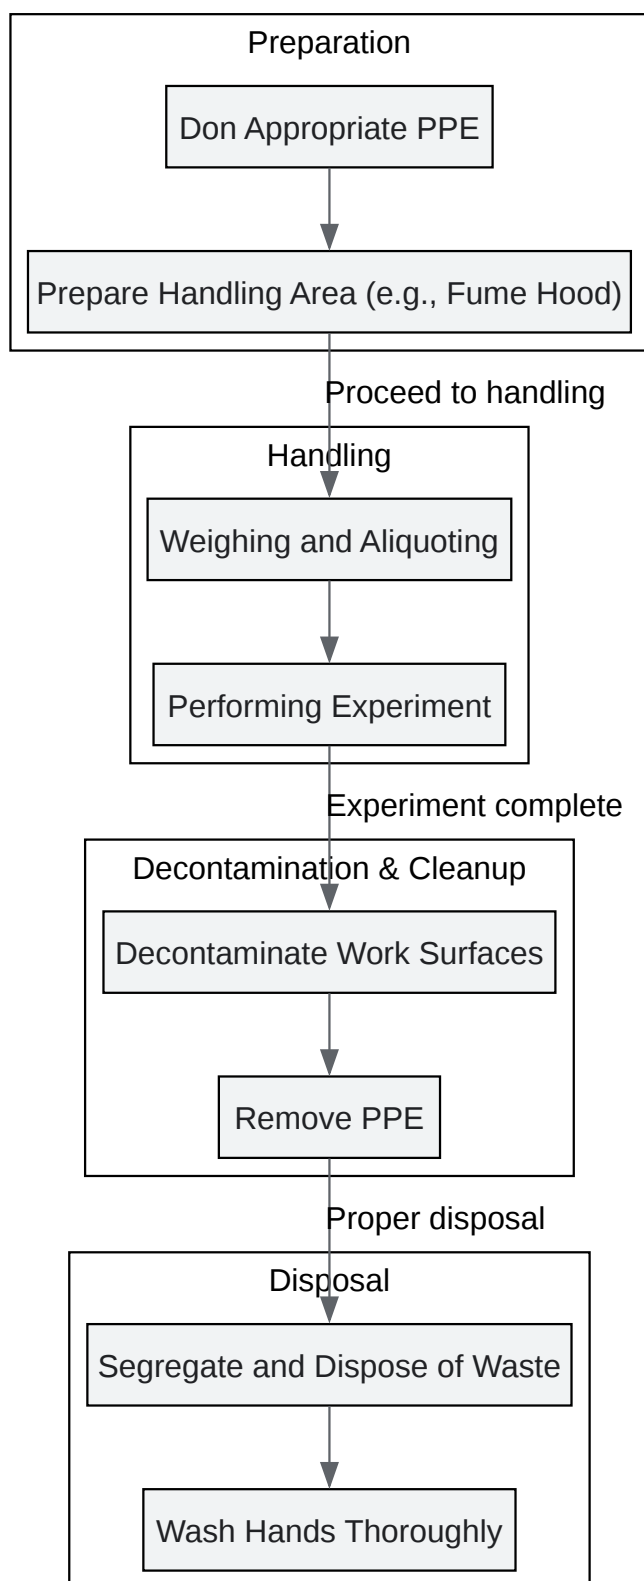 Preparation
Don Appropriate PPE
Prepare Handling Area (e.g., Fume Hood)
Proceed to handling
Handling
Weighing and Aliquoting
Performing Experiment
Experiment complete
Decontamination & Cleanup
Decontaminate Work Surfaces
Remove PPE
Proper disposal
Disposal
Segregate and Dispose of Waste
Wash Hands Thoroughly